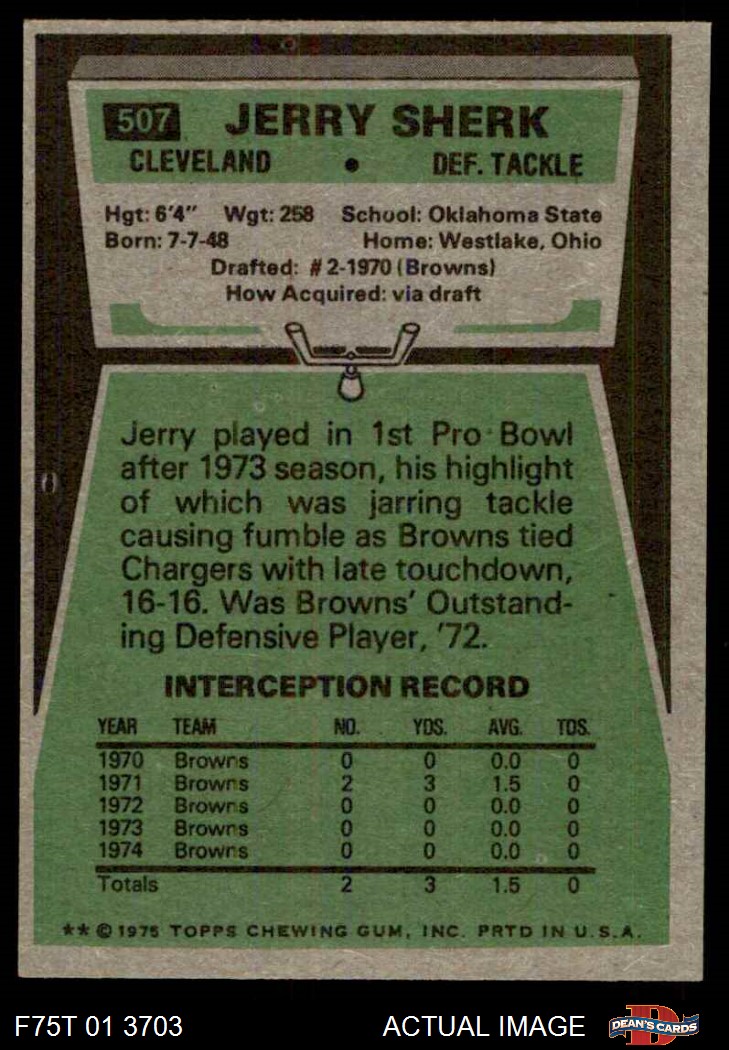 507 JERRY SHERK
CLEVELAND • DEF. TACKLE
Hgt: 6'4" Wgt: 258 School: Oklahoma State
Born: 7-7-48 Home: Westlake, Ohio
Drafted: #2-1970 (Browns)
How Acquired: via draft
Jerry played in 1st Pro Bowl
after 1973 season, his highlight
of which was jarring tackle
causing fumble as Browns tied
Chargers with late touchdown,
16-16. Was Browns' Outstand-
ing Defensive Player, '72.
INTERCEPTION RECORD
YEAR TEAM NO. YDS. AVG. TDS.
1970 Browns 0 0 0.0 0
1971 Browns 2 3 1.5 0
1972 Browns 0 0 0.0 0
1973 Browns 0 0 0.0 0
1974 Browns 0 0 0.0 0
Totals 2 3 1.5 0
** © 1975 TOPPS CHEWING GUM, INC. PRTD IN U.S.A.
F75T 01 3703 ACTUAL IMAGE DEAN'S CARDS